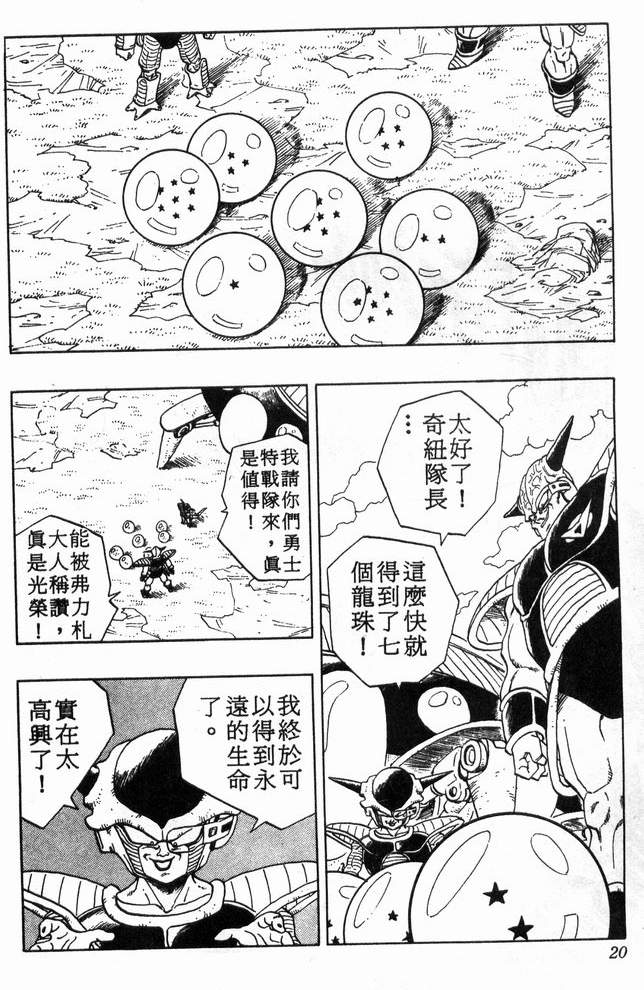 太好了！
奇紐隊長
…
這麼快就
得到了七
個龍珠！
我請你們勇士
特戰隊來，眞
是值得！
能被弗力札
大人稱讚，
眞是光榮！
我終於可
以得到永
遠的生命
了。
實在太
高興了！
20